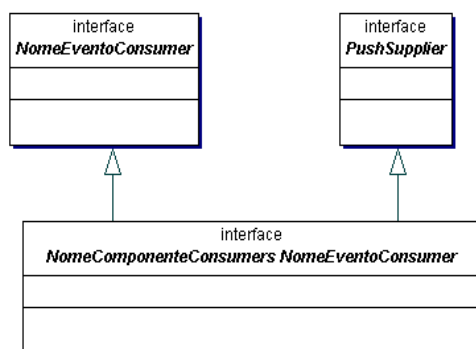 interface
NomeEventoConsumer
interface
PushSupplier
interface
NomeComponenteConsumers NomeEventoConsumer